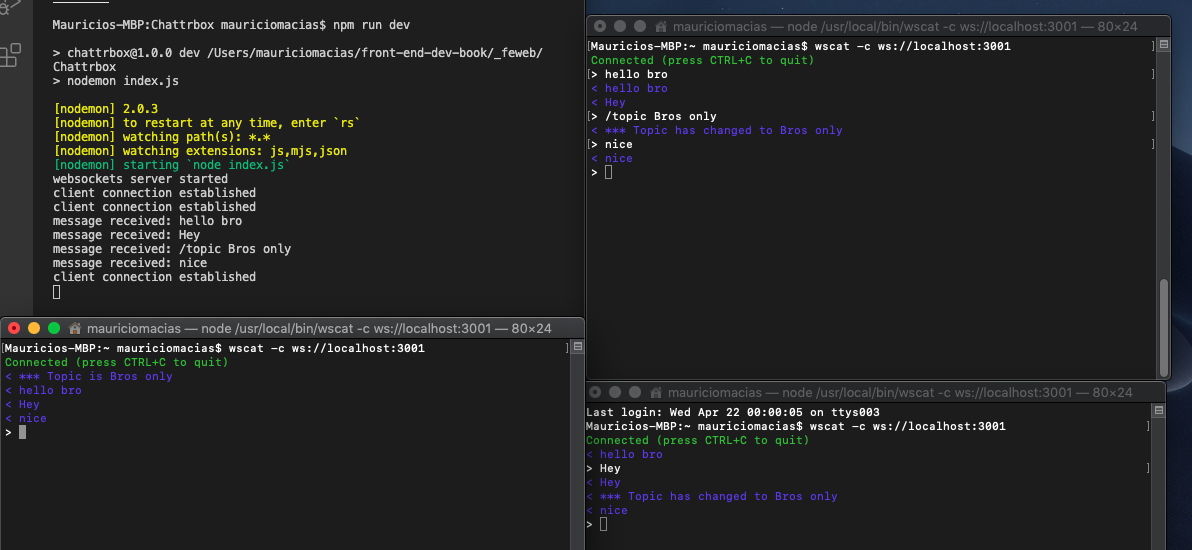 Mauricios-MBP:Chattrbox mauriciomacias$ npm run dev
> chattrbox@1.0.0 dev /Users/mauriciomacias/front-end-dev-book/_feweb/
Chattrbox
> nodemon index.js
[nodemon] 2.0.3
[nodemon] to restart at any time, enter `rs`
[nodemon] watching path(s): *.*
[nodemon] watching extensions: js,mjs,json
[nodemon] starting `node index.js`
websockets server started
client connection established
client connection established
message received: hello bro
message received: Hey
message received: /topic Bros only
message received: nice
client connection established
mauriciomacias — node /usr/local/bin/wscat -c ws://localhost:3001 — 80×24
[Mauricios-MBP:~ mauriciomacias$ wscat -c ws://localhost:3001 ]
Connected (press CTRL+C to quit)
[> hello bro ]
< hello bro
< Hey
[> /topic Bros only ]
< *** Topic has changed to Bros only
[> nice ]
< nice
>
mauriciomacias — node /usr/local/bin/wscat -c ws://localhost:3001 — 80×24
[Mauricios-MBP:~ mauriciomacias$ wscat -c ws://localhost:3001 ]
Connected (press CTRL+C to quit)
< *** Topic is Bros only
< hello bro
< Hey
< nice
>
mauriciomacias — node /usr/local/bin/wscat -c ws://localhost:3001 — 80×24
Last login: Wed Apr 22 00:00:05 on ttys003
Mauricios-MBP:~ mauriciomacias$ wscat -c ws://localhost:3001 ]
Connected (press CTRL+C to quit)
< hello bro
> Hey ]
< Hey
< *** Topic has changed to Bros only
< nice
>